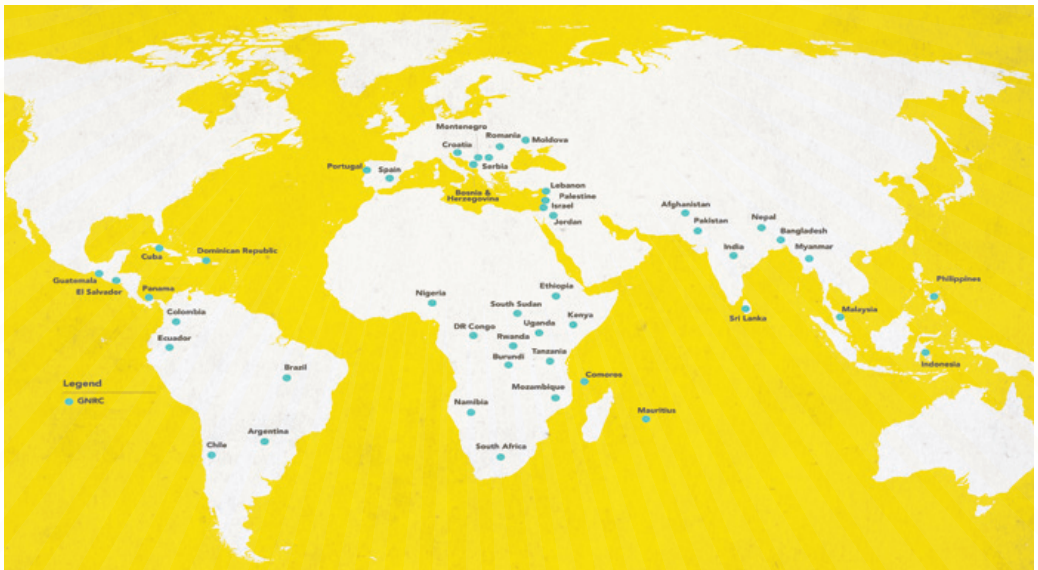 Montenegro
Romania
Moldova
Croatia
Serbia
Portugal
Spain
Bosnia &
Herzegovina
Lebanon
Palestine
Israel
Jordan
Afghanistan
Pakistan
Nepal
Bangladesh
India
Myanmar
Cuba
Dominican Republic
Guatemala
El Salvador
Panama
Colombia
Ecuador
Nigeria
Ethiopia
South Sudan
Kenya
Uganda
DR Congo
Rwanda
Burundi
Tanzania
Philippines
Sri Lanka
Malaysia
Indonesia
Brazil
Legend
GNRC
Comoros
Mozambique
Namibia
Mauritius
Argentina
Chile
South Africa